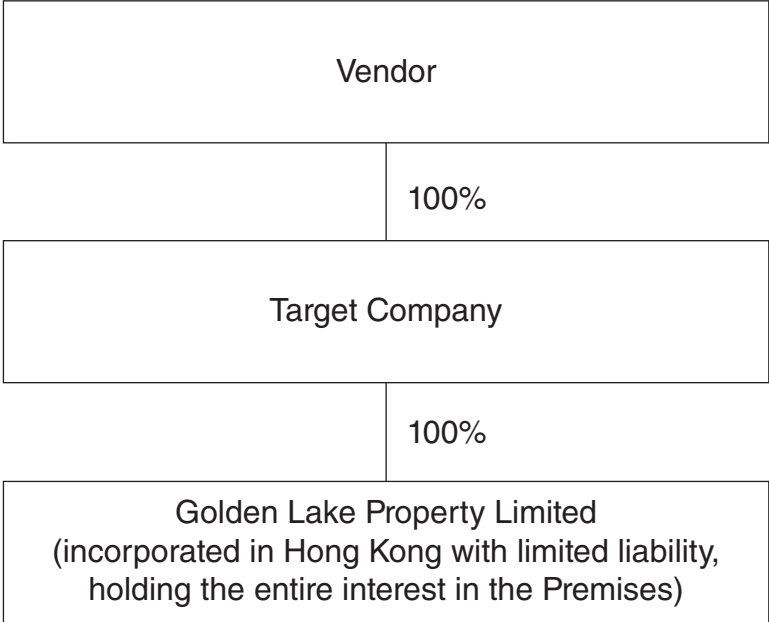 Vendor
100%
Target Company
100%
Golden Lake Property Limited
(incorporated in Hong Kong with limited liability,
holding the entire interest in the Premises)